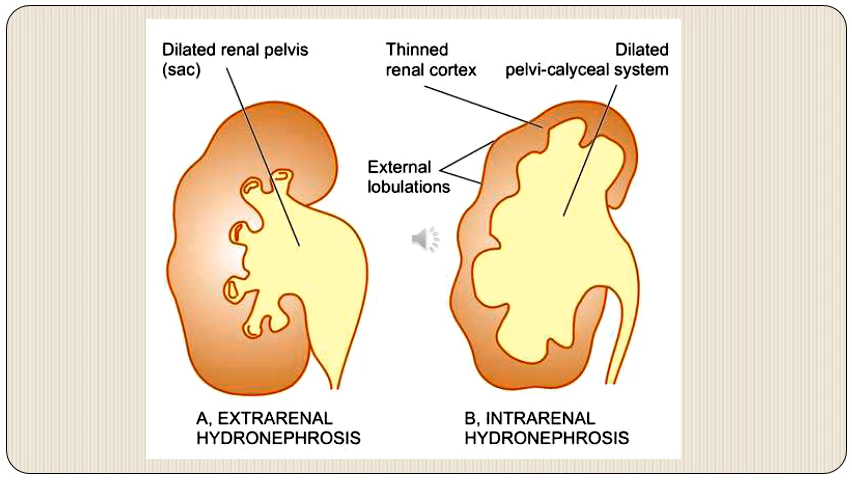 Dilated renal pelvis
(sac)
Thinned
renal cortex
Dilated
pelvi-calyceal system
External
lobulations
A, EXTRARENAL
HYDRONEPHROSIS
B, INTRARENAL
HYDRONEPHROSIS